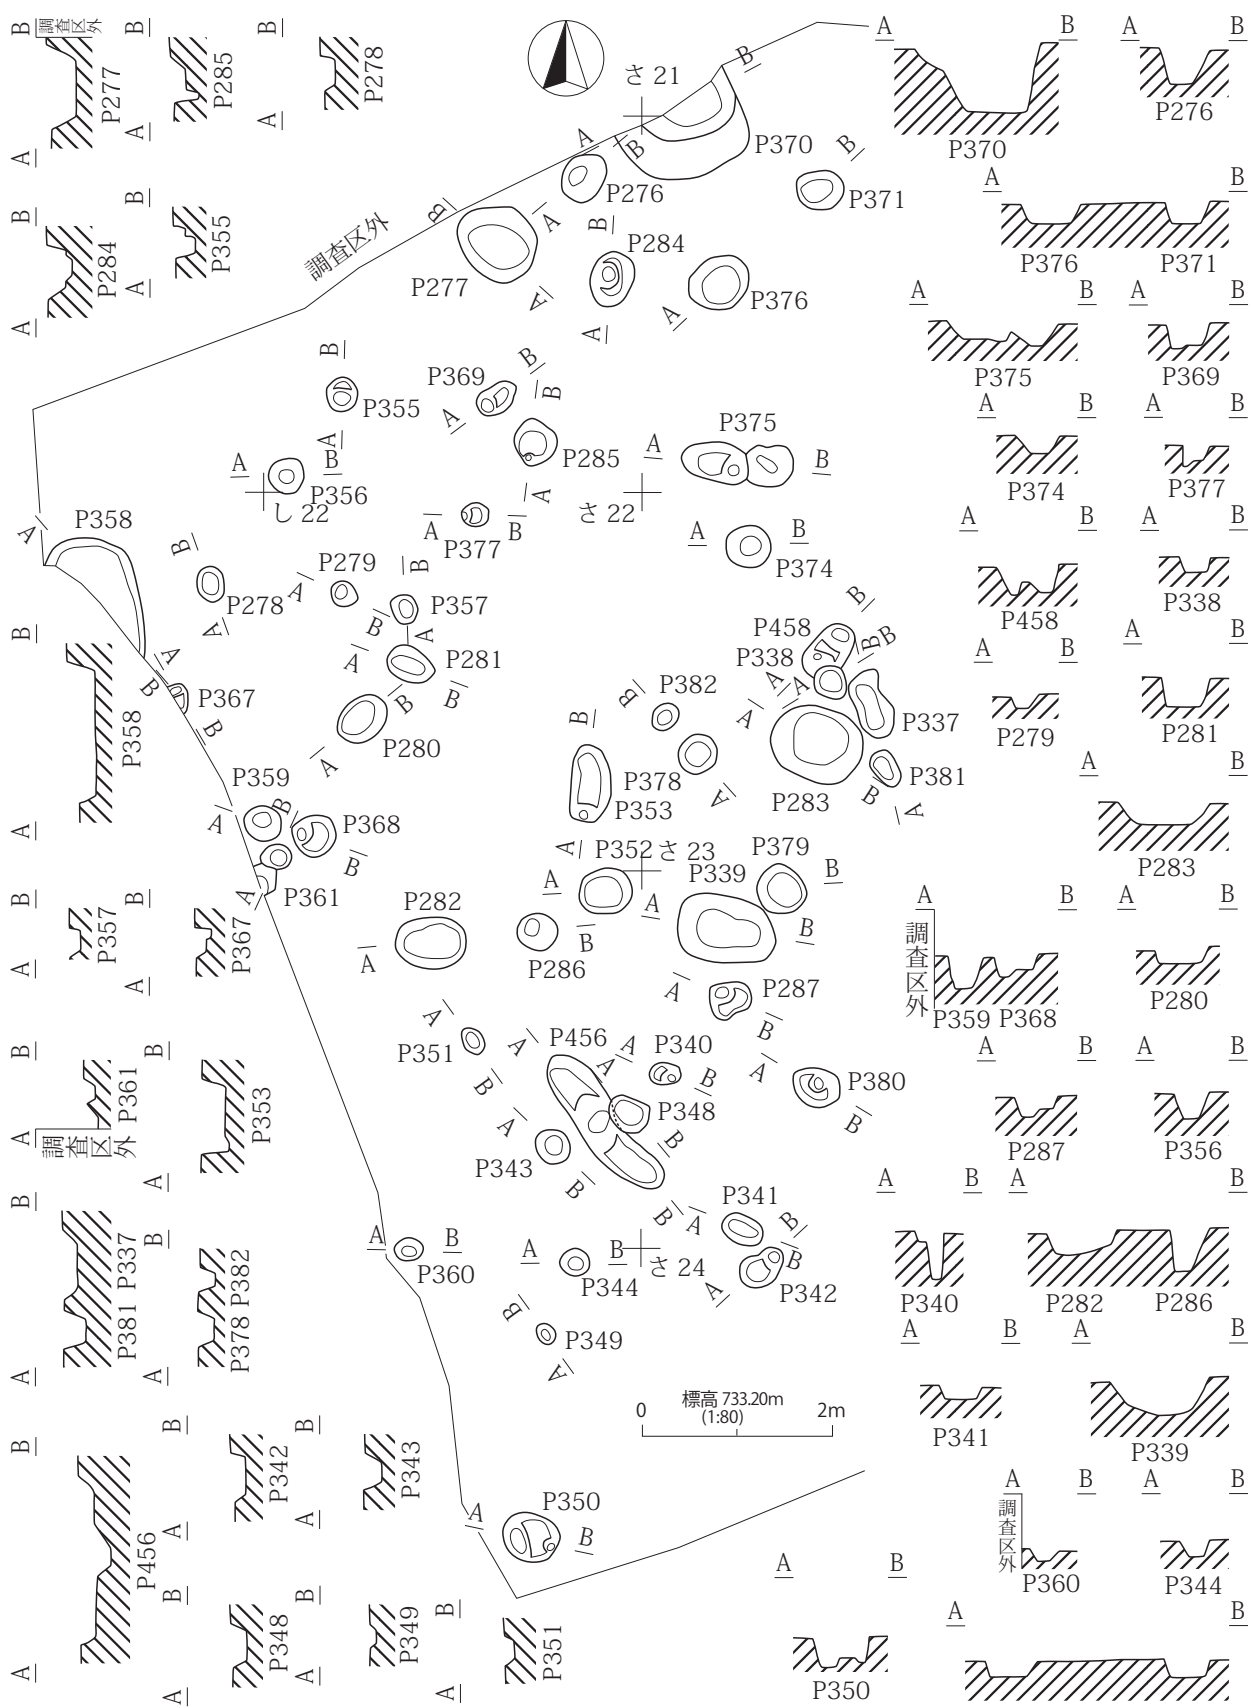 B
調査区外
P277
A
B
P285
A
B
P278
A
B
P284
A
B
P355
A
さ 21
A
B
P370
A
B
P276
A
B
P376
P371
A
B
P375
A
B
P369
A
B
P374
A
B
P377
A
B
P458
A
B
P338
A
B
P279
A
B
P281
A
B
P283
A
調査区外
P359
P368
B
A
B
P280
A
B
P287
A
B
P356
A
B
P340
A
B
P282
P286
A
B
P341
A
B
P339
A
調査区外
P360
B
A
B
P344
A
B
P350
A
B
調査区外
B
P370
A
B
P276
B
P371
B
A
P277
B
P284
A
A
P376
A
B
P355
A
P369
B
A
B
P285
A
A
P375
B
A
B
P356
し 22
さ 22
A
P377
B
A
B
P374
A
P358
B
B
P278
A
A
P279
B
B
P357
A
A
P281
B
B
P280
A
A
P367
B
P458
B
A
P338
B
A
P337
B
A
P283
B
P381
A
B
P382
P378
A
B
P353
A
P359
A
B
P368
B
P361
A
P352
さ 23
A
B
P379
B
P339
A
B
P282
A
P286
B
P287
A
B
P351
A
B
P456
A
B
P340
A
B
P348
A
B
P380
A
B
P343
A
B
P341
A
B
P342
A
B
A
B
P360
A
B
P344
さ 24
B
P349
A
標高 733.20m
(1:80)
0
2m
A
P350
B
B
P358
A
B
P357
A
B
P367
A
B
P361
A
調査区外
B
P353
A
B
P381 P337
A
B
P378 P382
A
B
P456
A
B
P342
A
B
P343
A
B
P348
A
B
P349
A
B
P351
A